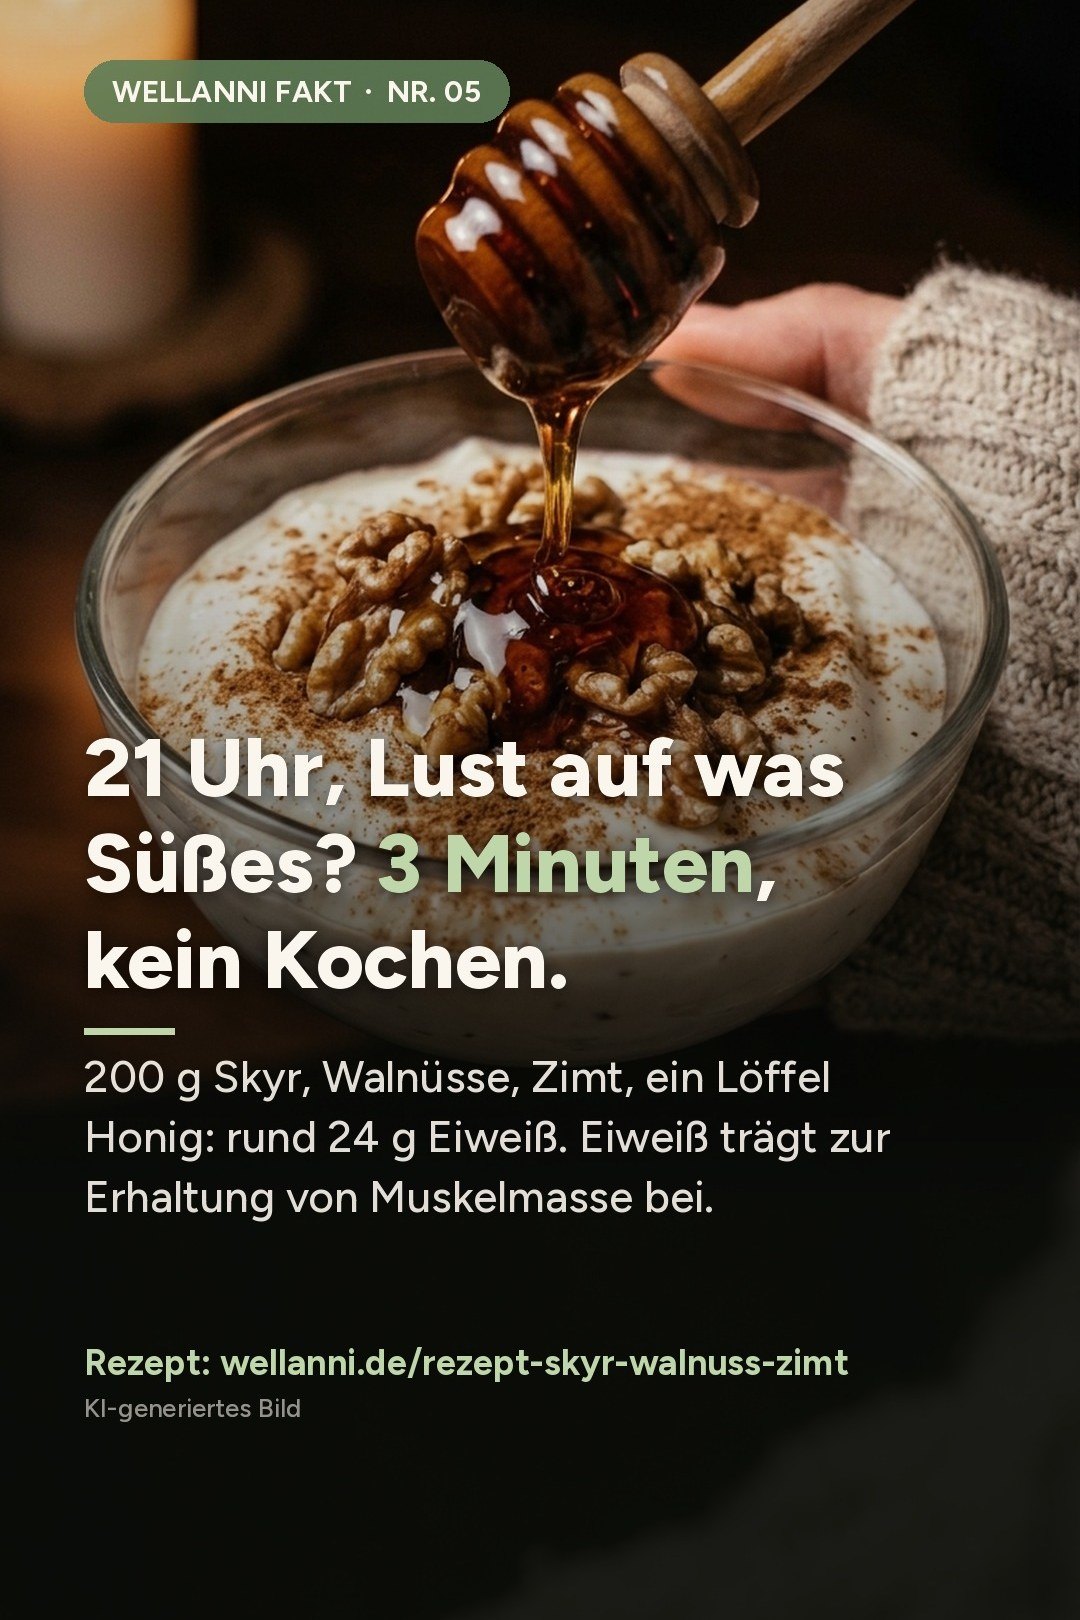 WELLANNI FAKT · NR. 05
21 Uhr, Lust auf was
Süßes? 3 Minuten,
kein Kochen.
200 g Skyr, Walnüsse, Zimt, ein Löffel
Honig: rund 24 g Eiweiß. Eiweiß trägt zur
Erhaltung von Muskelmasse bei.
Rezept: wellanni.de/rezept-skyr-walnuss-zimt
KI-generiertes Bild